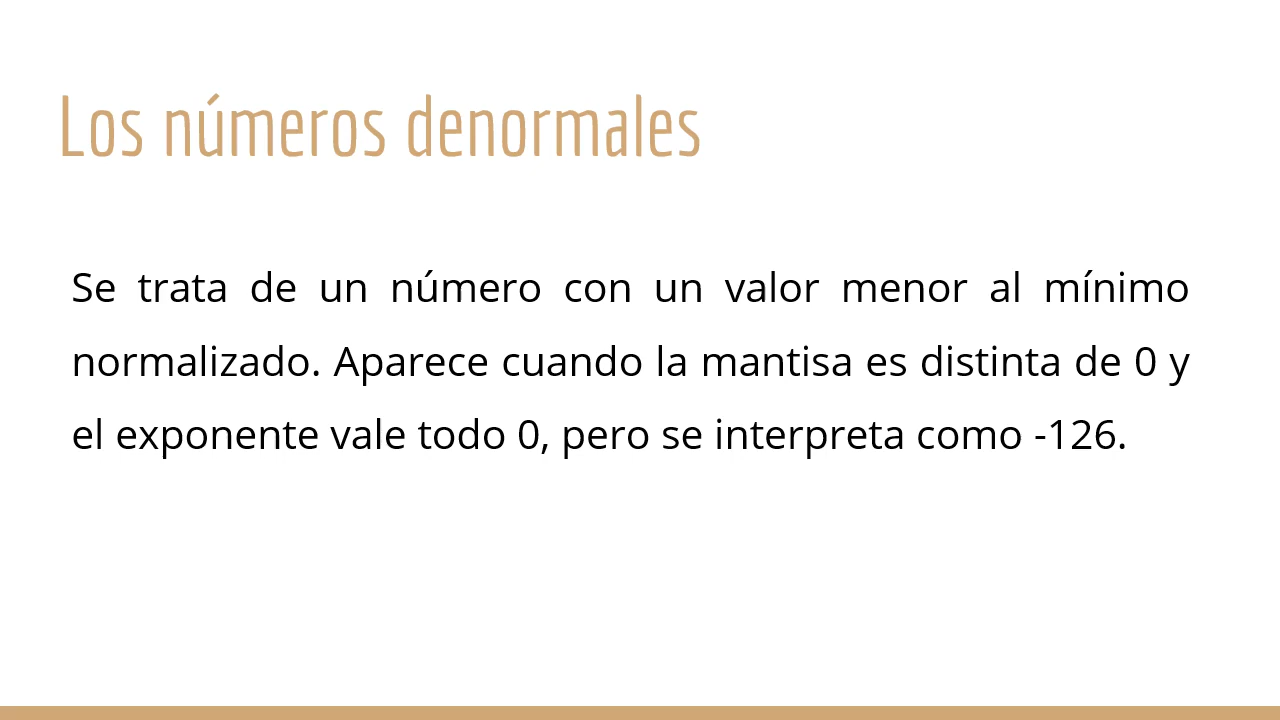 Los números denormales
Se trata de un número con un valor menor al mínimo
normalizado. Aparece cuando la mantisa es distinta de 0 y
el exponente vale todo 0, pero se interpreta como -126.